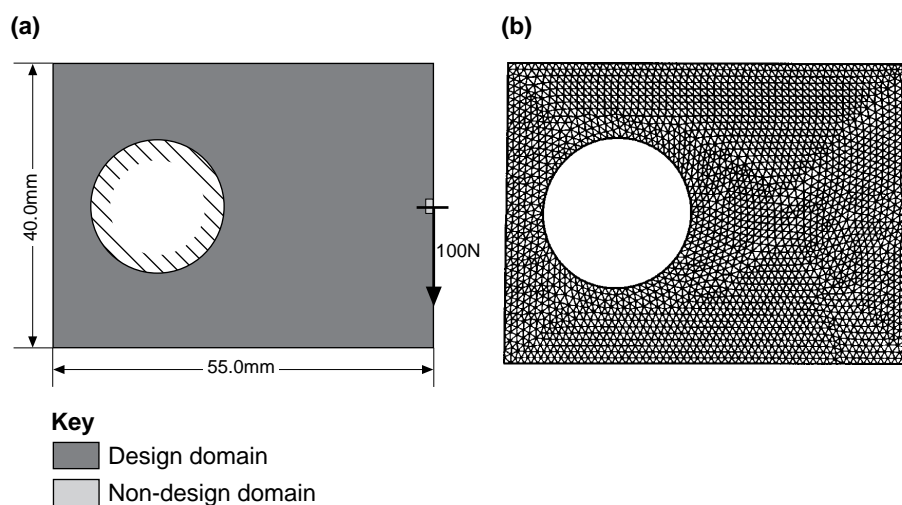 (a)
(b)
40.0mm
100N
55.0mm
Key
Design domain
Non-design domain